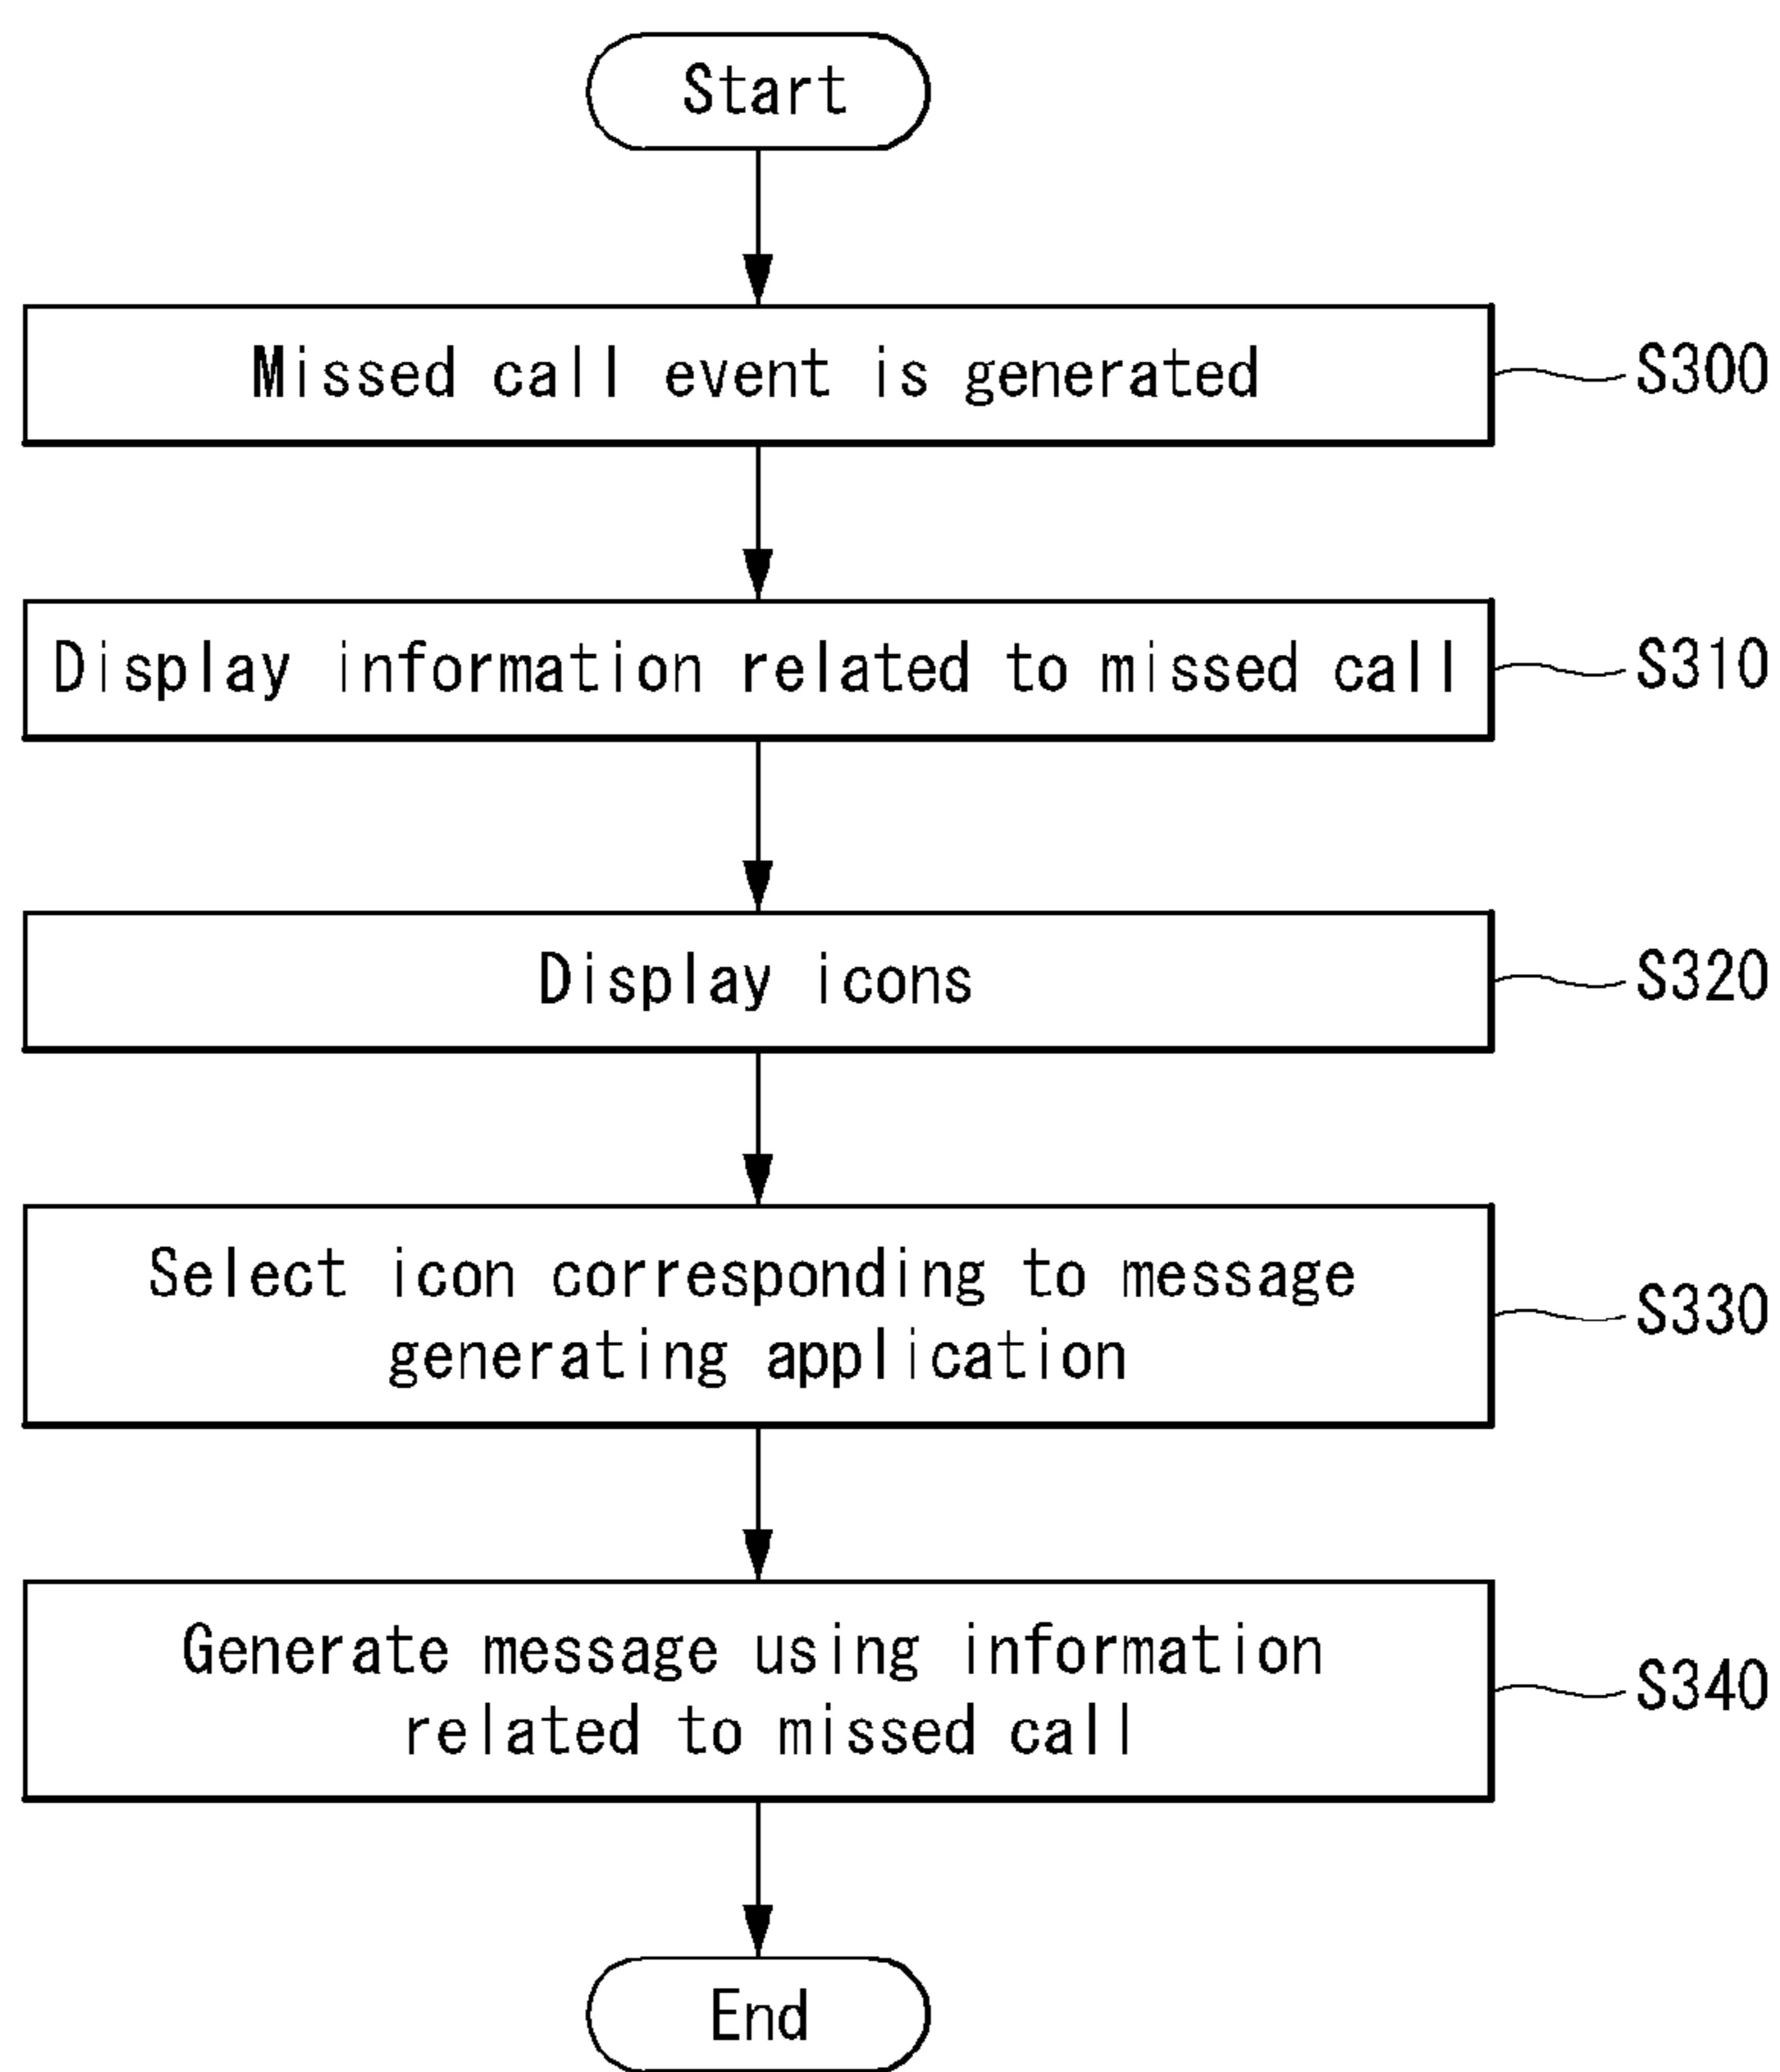 Start
Missed call event is generated
S300
Display information related to missed call
S310
Display icons
S320
Select icon corresponding to message
generating application
S330
Generate message using information
related to missed call
S340
End